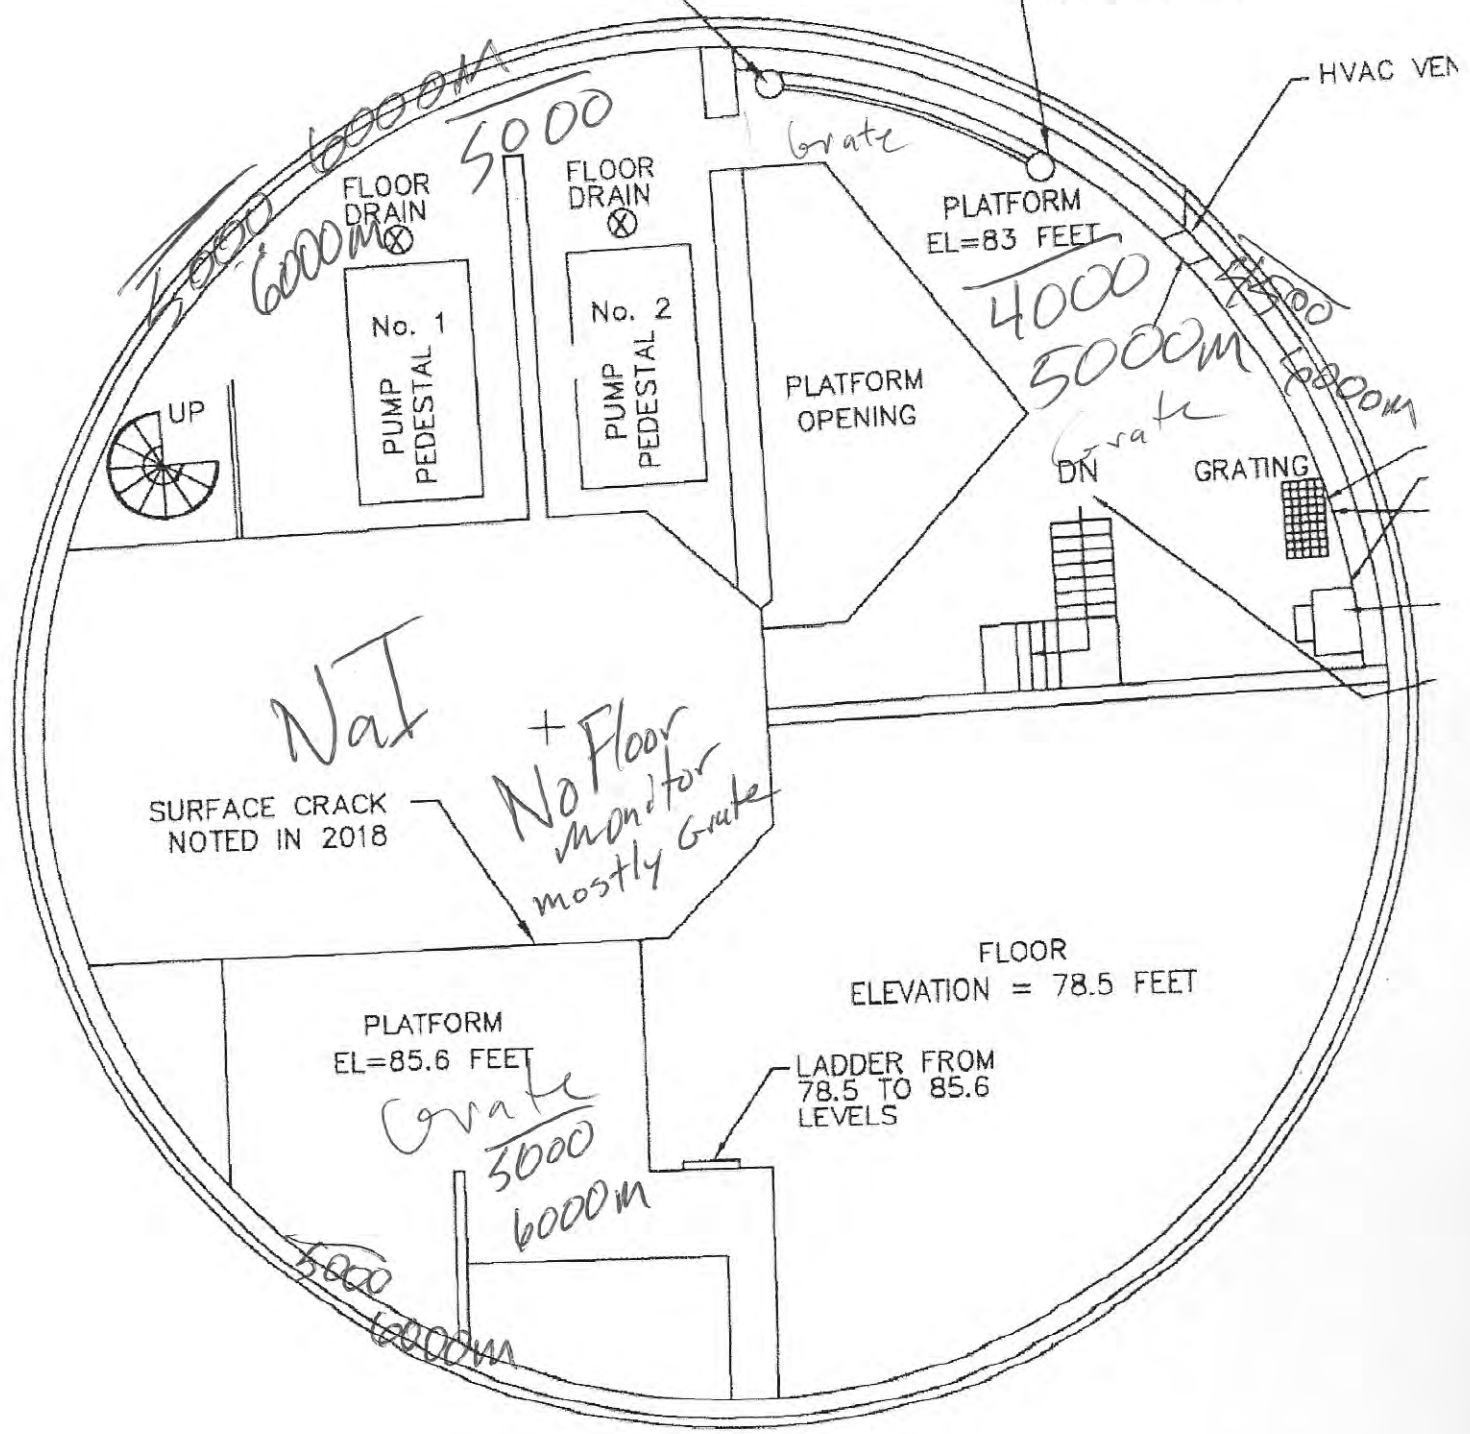 HVAC VEN
6000m
5000
Grate
FLOOR
DRAIN
FLOOR
DRAIN
PLATFORM
EL=83 FEET
5000
6000m
6000m
4000
5000m
Grate
No. 1
PUMP
PEDESTAL
No. 2
PUMP
PEDESTAL
PLATFORM
OPENING
UP
DN
GRATING
NaI
+
No Floor
monitor
mostly Grate
SURFACE CRACK
NOTED IN 2018
FLOOR
ELEVATION = 78.5 FEET
PLATFORM
EL=85.6 FEET
Grate
5000
6000m
LADDER FROM
78.5 TO 85.6
LEVELS
5000
6000m